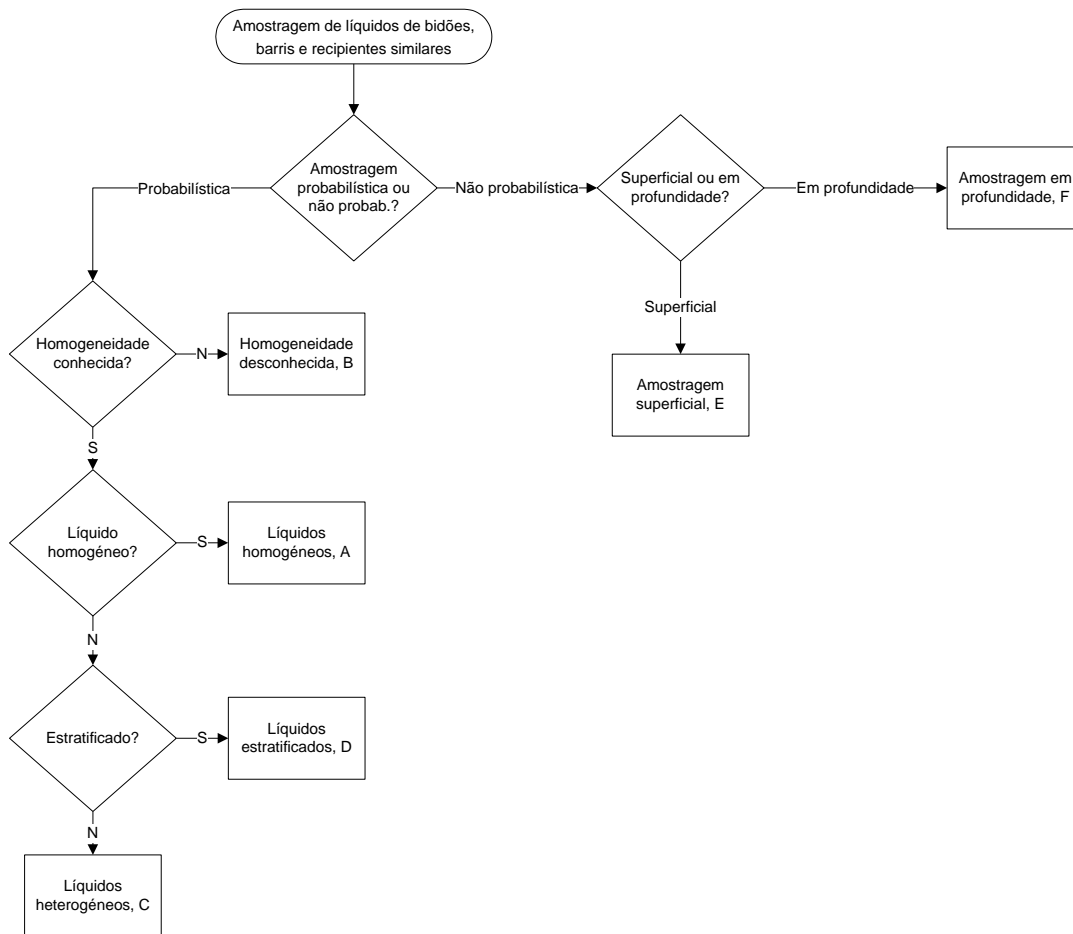 Amostragem de líquidos de bidões,
barris e recipientes similares
Amostragem
probabilística ou
não probab.?
Probabilística
Não probabilística
Superficial ou em
profundidade?
Em profundidade
Amostragem em
profundidade, F
Superficial
Amostragem
superficial, E
Homogeneidade
conhecida?
N
Homogeneidade
desconhecida, B
S
Líquido
homogéneo?
S
Líquidos
homogéneos, A
N
Estratificado?
S
Líquidos
estratificados, D
N
Líquidos
heterogéneos, C